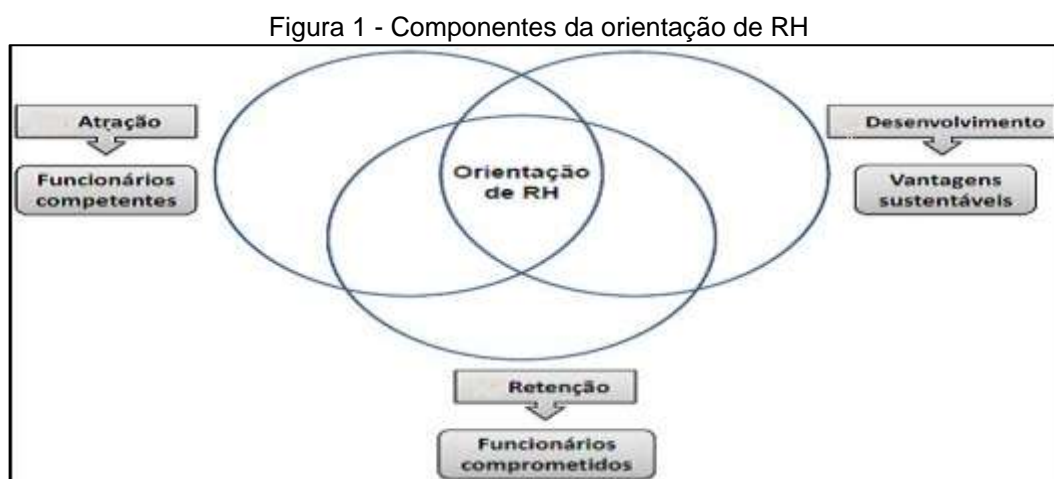 Figura 1 - Componentes da orientação de RH
Atração
Funcionários
competentes
Orientação
de RH
Desenvolvimento
Vantagens
sustentáveis
Retenção
Funcionários
comprometidos